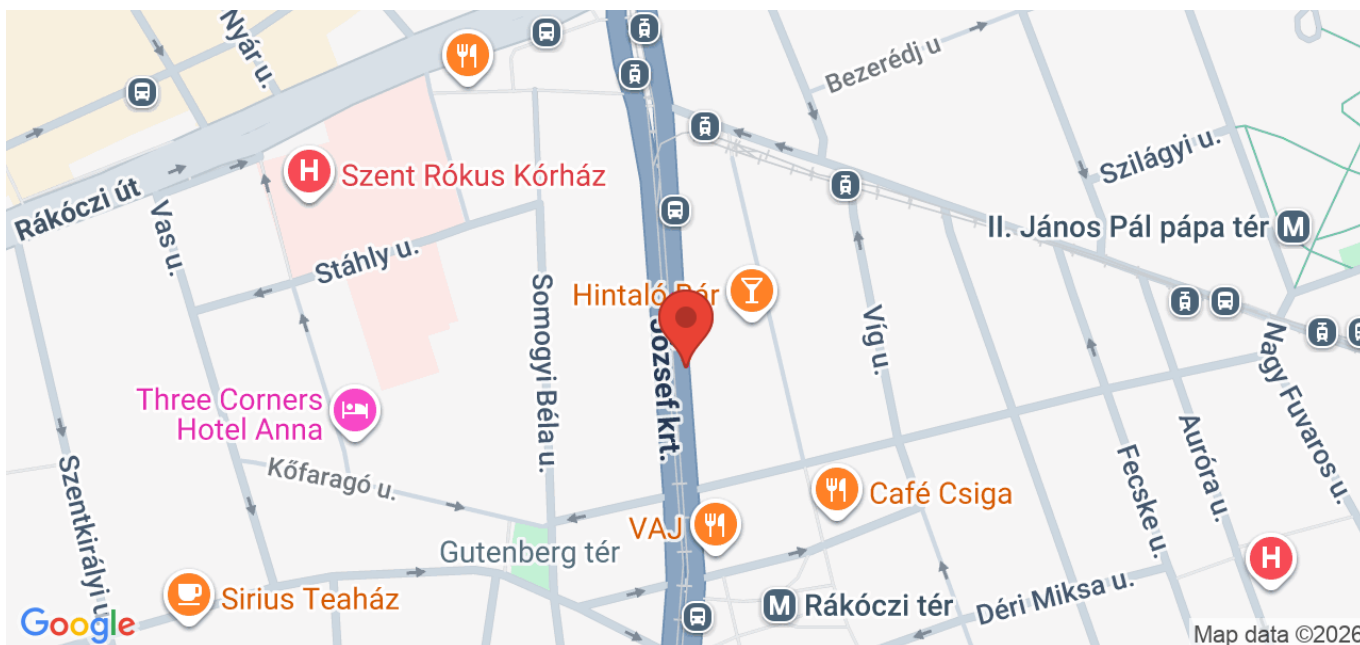 Nyár u.
Bezerédj u
Szilágyi u.
Rákóczi út
Szent Rókus Kórház
Vas u.
Stáhly u.
II. János Pál pápa tér
M
Hintaló Bár
Somogyi Béla u.
József krt.
Víg u.
Nagy Fuvaros u.
Three Corners
Hotel Anna
Kőfaragó u.
Szentkirályi u.
Café Csiga
VAJ
Fecske u.
Auróra u.
Gutenberg tér
H
H
Sirius Teaház
M
Rákóczi tér
Déri Miksa u.
Google
Map data ©2026